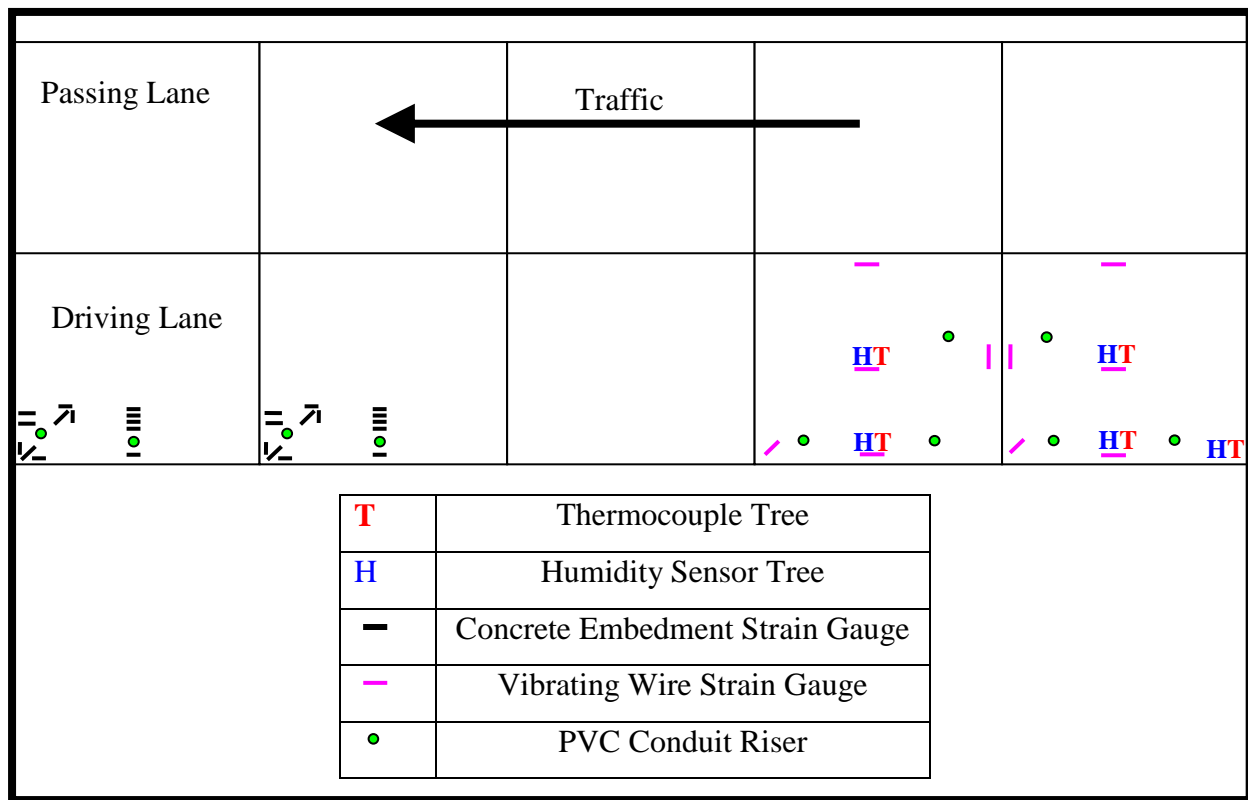 Passing Lane
Traffic
Driving Lane
HT HT
HT HT HT
T Thermocouple Tree
H Humidity Sensor Tree
Concrete Embedment Strain Gauge
Vibrating Wire Strain Gauge
PVC Conduit Riser